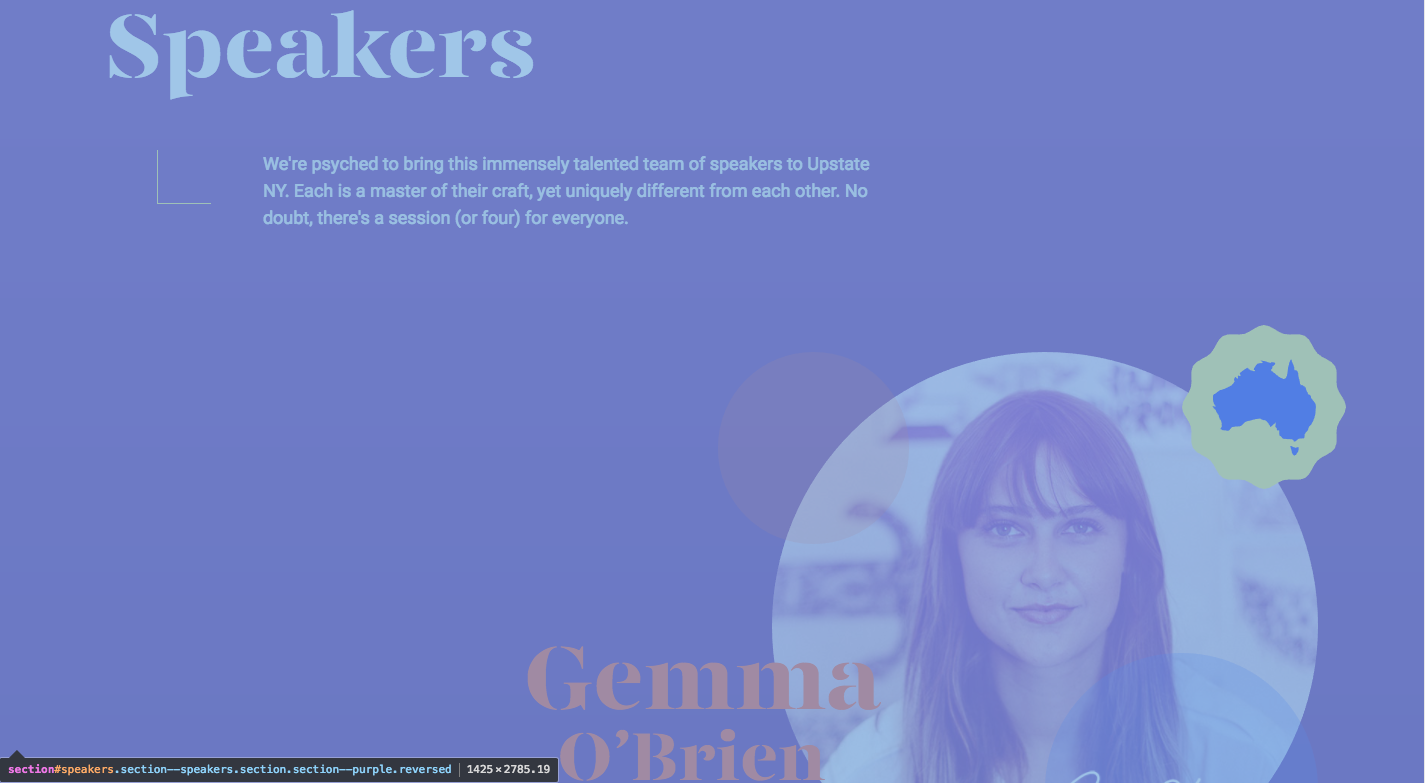 Speakers
We're psyched to bring this immensely talented team of speakers to Upstate
NY. Each is a master of their craft, yet uniquely different from each other. No
doubt, there's a session (or four) for everyone.
Gemma
O’Brien
section#speakers.section––speakers.section.section––purple.reversed | 1425×2785.19